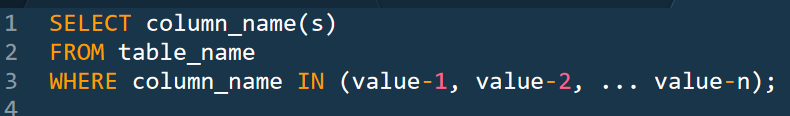 1 SELECT column_name(s)
2 FROM table_name
3 WHERE column_name IN (value-1, value-2, ... value-n);
4